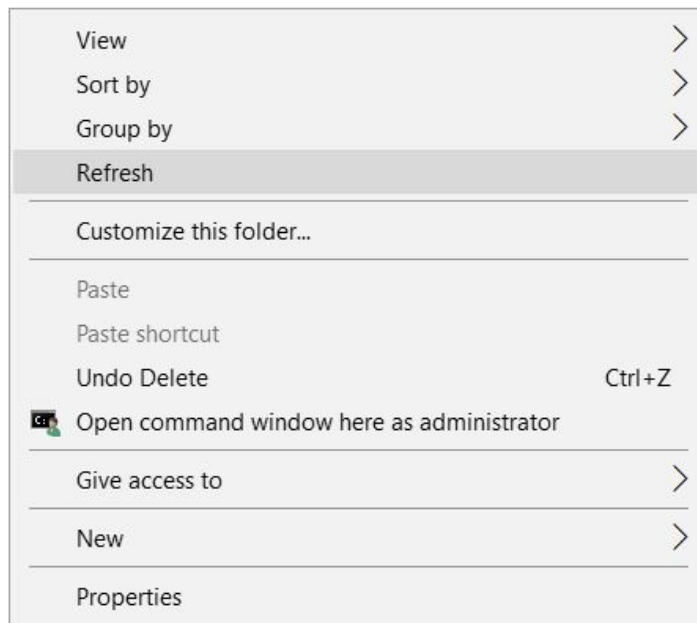 View
Sort by
Group by
Refresh
Customize this folder...
Paste
Paste shortcut
Undo Delete Ctrl+Z
C:\ Open command window here as administrator
Give access to
New
Properties